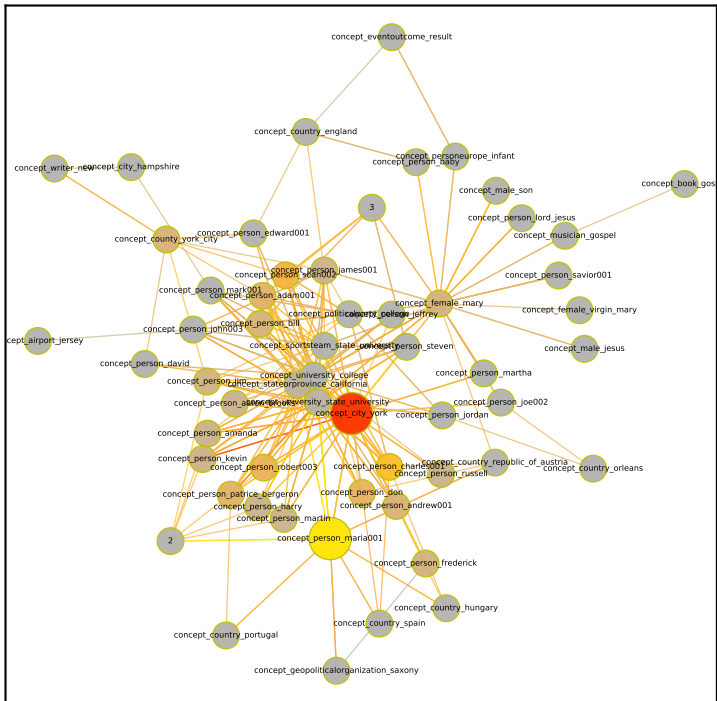 concept_eventoutcome_result
concept_country_england
concept_personeurope_infant
concept_person_baby
concept_writer_new
concept_city_hampshire
concept_male_son
concept_book_gos
3
concept_person_lord_jesus
concept_county_york_city
concept_person_edward001
concept_musician_gospel
concept_person_sean002
concept_person_james001
concept_person_savior001
concept_person_mark001
concept_person_adam001
concept_female_mary
concept_female_virgin_mary
concept_person_bill
concept_person_john003
concept_person_jeffrey
cept_airport_jersey
concept_sportsteam_state_university
concept_person_steven
concept_male_jesus
concept_person_david
concept_person_martha
concept_person_jim
concept_university_college
concept_stateorprovince_california
concept_person_aaron_brooks
concept_university_state_university
concept_person_joe002
concept_city_york
concept_person_jordan
concept_person_amanda
concept_person_kevin
concept_person_robert003
concept_person_charles001
concept_country_republic_of_austria
concept_country_orleans
concept_person_russell
concept_person_patrice_bergeron
concept_person_don
concept_person_harry
concept_person_andrew001
concept_person_martin
2
concept_person_maria001
concept_person_frederick
concept_country_hungary
concept_country_spain
concept_country_portugal
concept_geopoliticalorganization_saxony